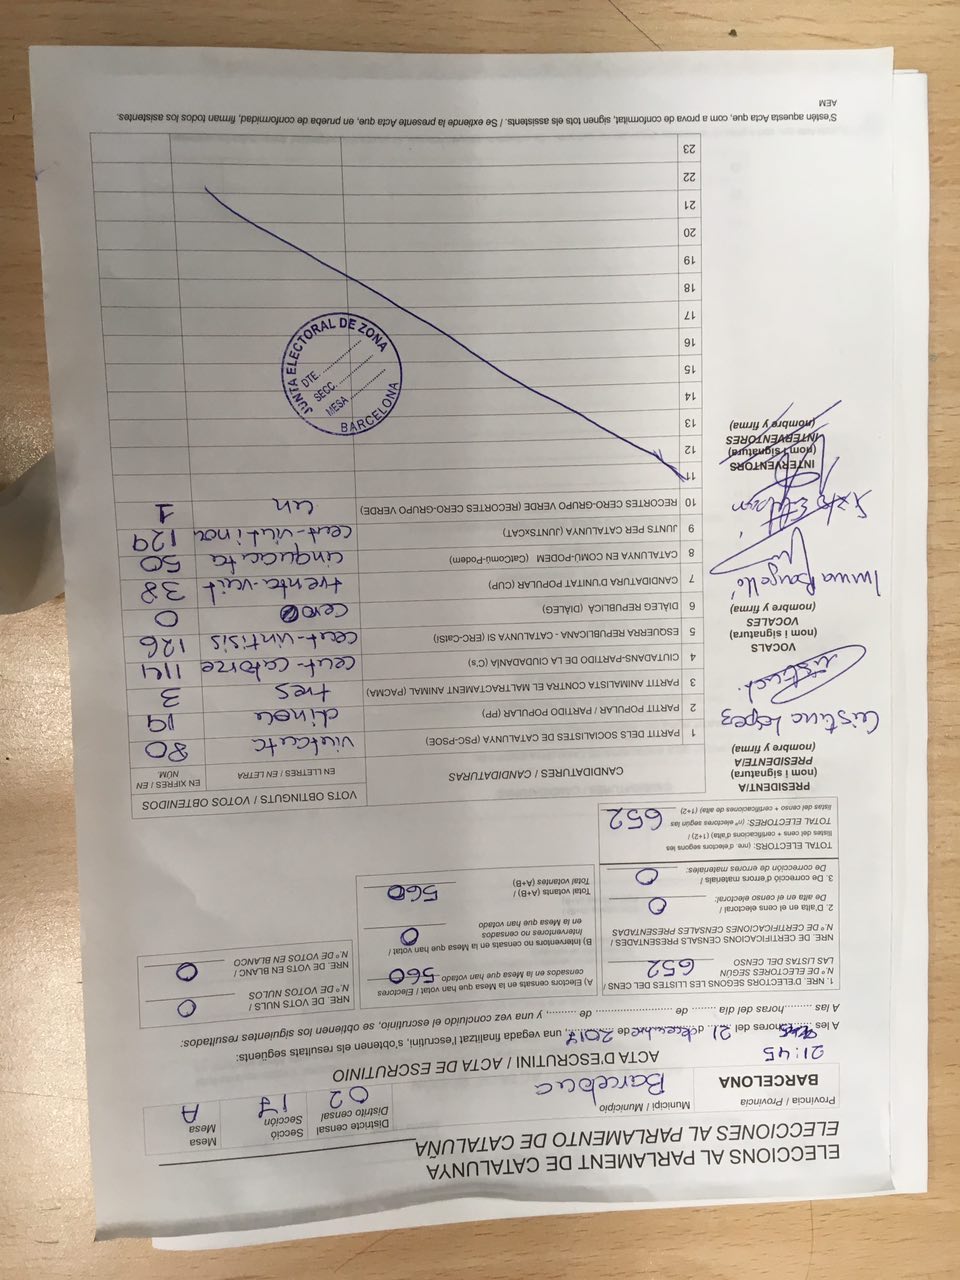 ELECCIONS AL PARLAMENT DE CATALUNYA
ELECCIONES AL PARLAMENTO DE CATALUÑA
Provincia / Provincia
BARCELONA
Municipi / Municipio
Barcelona
Districte censal
Distrito censal
02
Secció
Sección
17
Mesa
Mesa
A
ACTA D'ESCRUTINI / ACTA DE ESCRUTINIO
21:45
A les ........ hores del 21 de decembre de 2017, una vegada finalitzat l'escrutini, s'obtenen els resultats següents:
A las ........ horas del día ........ de ........................ de ........, y una vez concluido el escrutinio, se obtienen los siguientes resultados:
1. NRE. D'ELECTORS SEGONS LES LLISTES DEL CENS /
N.º DE ELECTORES SEGÚN
LAS LISTAS DEL CENSO 652
NRE. DE CERTIFICACIONS CENSALS PRESENTADES /
N.º DE CERTIFICACIONES CENSALES PRESENTADAS
2. D'alta en el cens electoral /
De alta en el censo electoral: 0
3. De correcció d'errors materials /
De corrección de errores materiales: 0
TOTAL ELECTORS: (nre. d'electors segons les
llistes del cens + certificacions d'alta) (1+2) /
TOTAL ELECTORES: (nº electores según las
listas del censo + certificaciones de alta) (1+2) 652
A) Electors censats en la Mesa que han votat / Electores
censados en la Mesa que han votado 560
B) Interventors no censats en la Mesa que han votat /
Interventores no censados
en la Mesa que han votado 0
Total votants (A+B) /
Total votantes (A+B) 560
NRE. DE VOTS NULS /
N.º DE VOTOS NULOS 0
NRE. DE VOTS EN BLANC /
N.º DE VOTOS EN BLANCO 0
CANDIDATURES / CANDIDATURAS
VOTS OBTINGUTS / VOTOS OBTENIDOS
EN LLETRES / EN LETRA
EN XIFRES / EN NÚM.
1 PARTIT DELS SOCIALISTES DE CATALUNYA (PSC-PSOE) vuitanta 80
2 PARTIT POPULAR / PARTIDO POPULAR (PP) dinou 19
3 PARTIT ANIMALISTA CONTRA EL MALTRACTAMENT ANIMAL (PACMA) tres 3
4 CIUTADANS-PARTIDO DE LA CIUDADANÍA (C's) cent-catorze 114
5 ESQUERRA REPUBLICANA - CATALUNYA SI (ERC-CatSí) cent-vintisis 126
6 DIÀLEG REPUBLICÀ (DIÀLEG) cero 0
7 CANDIDATURA D'UNITAT POPULAR (CUP) trenta-vuit 38
8 CATALUNYA EN COMÚ-PODEM (CatComú-Podem) cinquanta 50
9 JUNTS PER CATALUNYA (JUNTSxCAT) cent-vintinou 129
10 RECORTES CERO-GRUPO VERDE (RECORTES CERO-GRUPO VERDE) un 1
11
12
13
14
15
16
17
18
19
20
21
22
23
JUNTA ELECTORAL DE ZONA
DTE.
SECC.
MESA
BARCELONA
PRESIDENT/A
(nom i signatura)
PRESIDENTE/A
(nombre y firma)
Cristina Lopez
VOCALS
(nom i signatura)
VOCALES
(nombre y firma)
Imma
INTERVENTORS
(nom i signatura)
INTERVENTORES
(nombre y firma)
S'estén aquesta Acta que, com a prova de conformitat, signen tots els assistents. / Se extiende la presente Acta que, en prueba de conformidad, firman todos los asistentes.
AEM